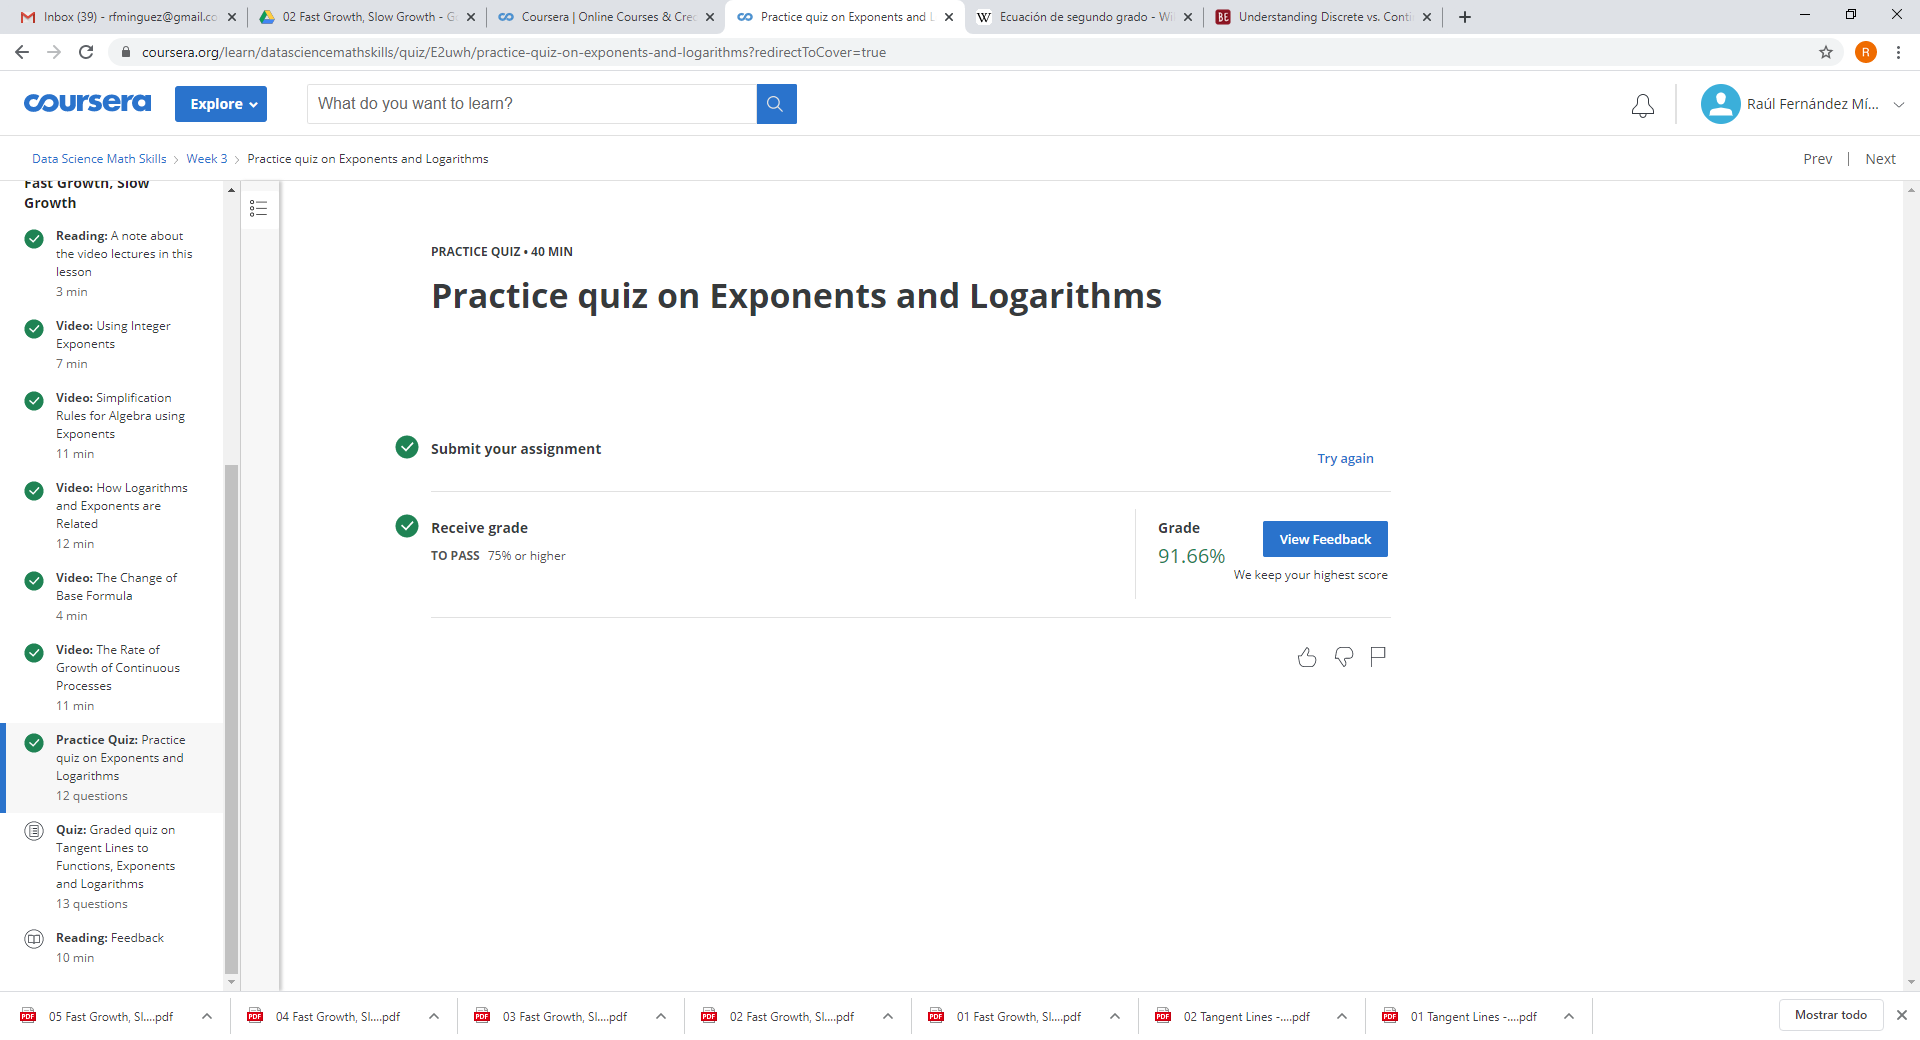 Inbox (39) - rfminguez@gmail.co
02 Fast Growth, Slow Growth - G
Coursera | Online Courses & Cre
Practice quiz on Exponents and L
Ecuación de segundo grado - Wi
Understanding Discrete vs. Conti
coursera.org/learn/datasciencemathskills/quiz/E2uwh/practice-quiz-on-exponents-and-logarithms?redirectToCover=true
R
coursera
Explore
What do you want to learn?
Raúl Fernández Mí...
Data Science Math Skills
Week 3
Practice quiz on Exponents and Logarithms
Prev | Next
Fast Growth, Slow
Growth
Reading: A note about
the video lectures in this
lesson
3 min
Video: Using Integer
Exponents
7 min
Video: Simplification
Rules for Algebra using
Exponents
11 min
Video: How Logarithms
and Exponents are
Related
12 min
Video: The Change of
Base Formula
4 min
Video: The Rate of
Growth of Continuous
Processes
11 min
Practice Quiz: Practice
quiz on Exponents and
Logarithms
12 questions
Quiz: Graded quiz on
Tangent Lines to
Functions, Exponents
and Logarithms
13 questions
Reading: Feedback
10 min
PRACTICE QUIZ • 40 MIN
Practice quiz on Exponents and Logarithms
Submit your assignment
Try again
Receive grade
TO PASS 75% or higher
Grade
91.66%
View Feedback
We keep your highest score
05 Fast Growth, Sl....pdf
04 Fast Growth, Sl....pdf
03 Fast Growth, Sl....pdf
02 Fast Growth, Sl....pdf
01 Fast Growth, Sl....pdf
02 Tangent Lines -....pdf
01 Tangent Lines -....pdf
Mostrar todo